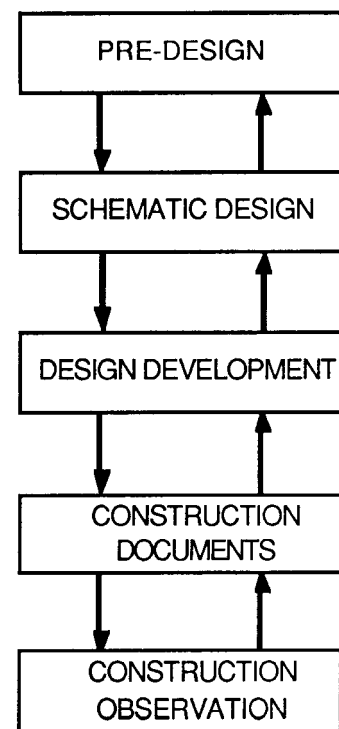 PRE-DESIGN
SCHEMATIC DESIGN
DESIGN DEVELOPMENT
CONSTRUCTION
DOCUMENTS
CONSTRUCTION
OBSERVATION